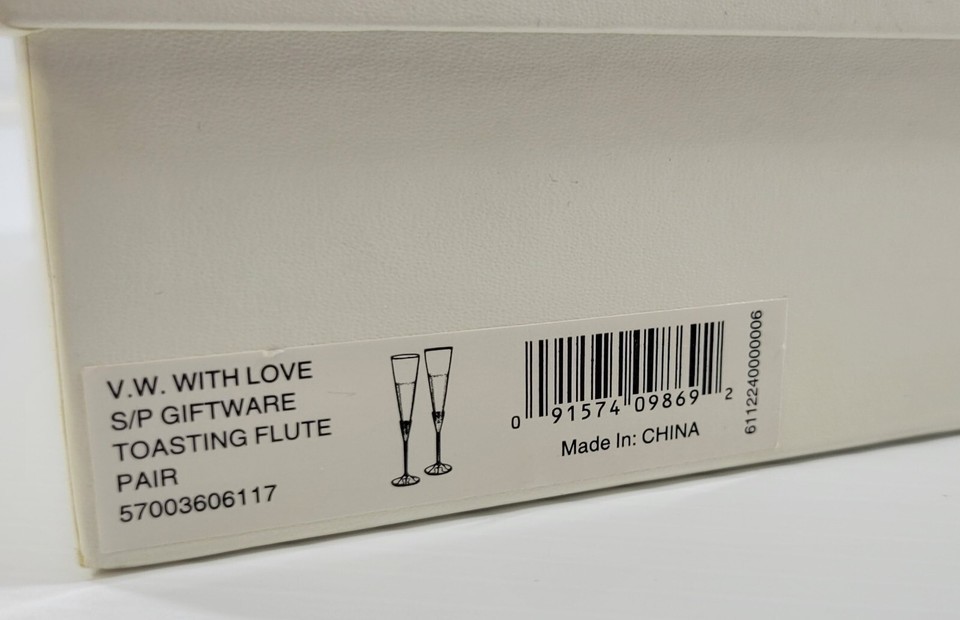 V.W. WITH LOVE
S/P GIFTWARE
TOASTING FLUTE
PAIR
57003606117
0 91574 09869 2
Made In: CHINA
6112240000006